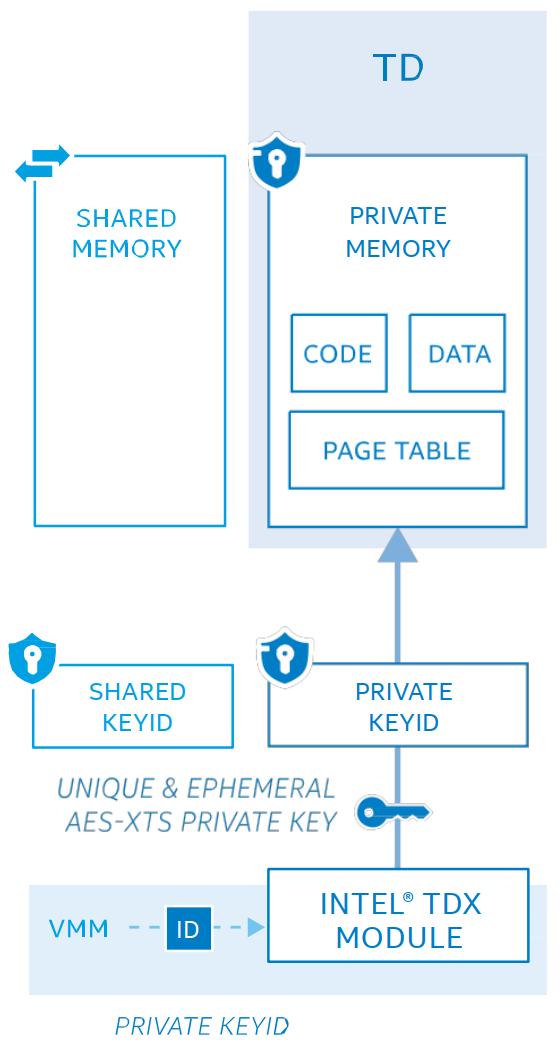 TD
SHARED
MEMORY
PRIVATE
MEMORY
CODE
DATA
PAGE TABLE
SHARED
KEYID
PRIVATE
KEYID
UNIQUE & EPHEMERAL
AES-XTS PRIVATE KEY
VMM
ID
INTEL® TDX
MODULE
PRIVATE KEYID